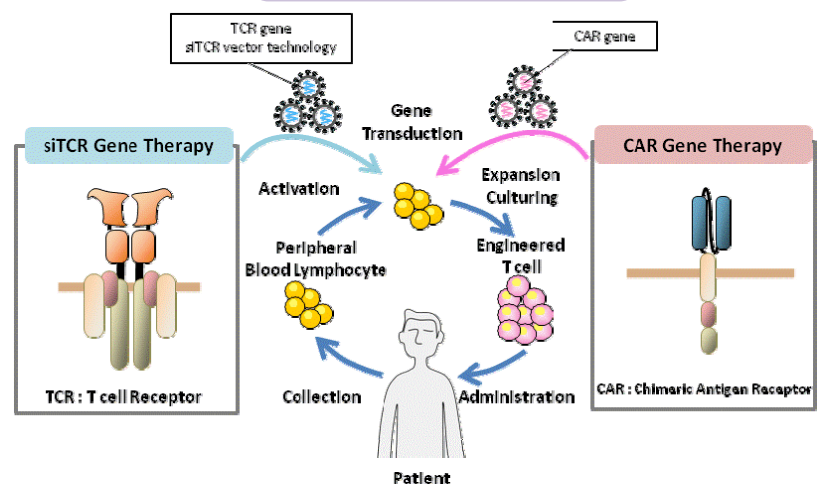 TCR gene
siTCR vector technology
CAR gene
Gene
Transduction
siTCR Gene Therapy
CAR Gene Therapy
Activation
Expansion
Culturing
Peripheral
Blood Lymphocyte
Engineered
T cell
TCR : T cell Receptor
Collection
Administration
CAR : Chimeric Antigen Raceptor
Patient